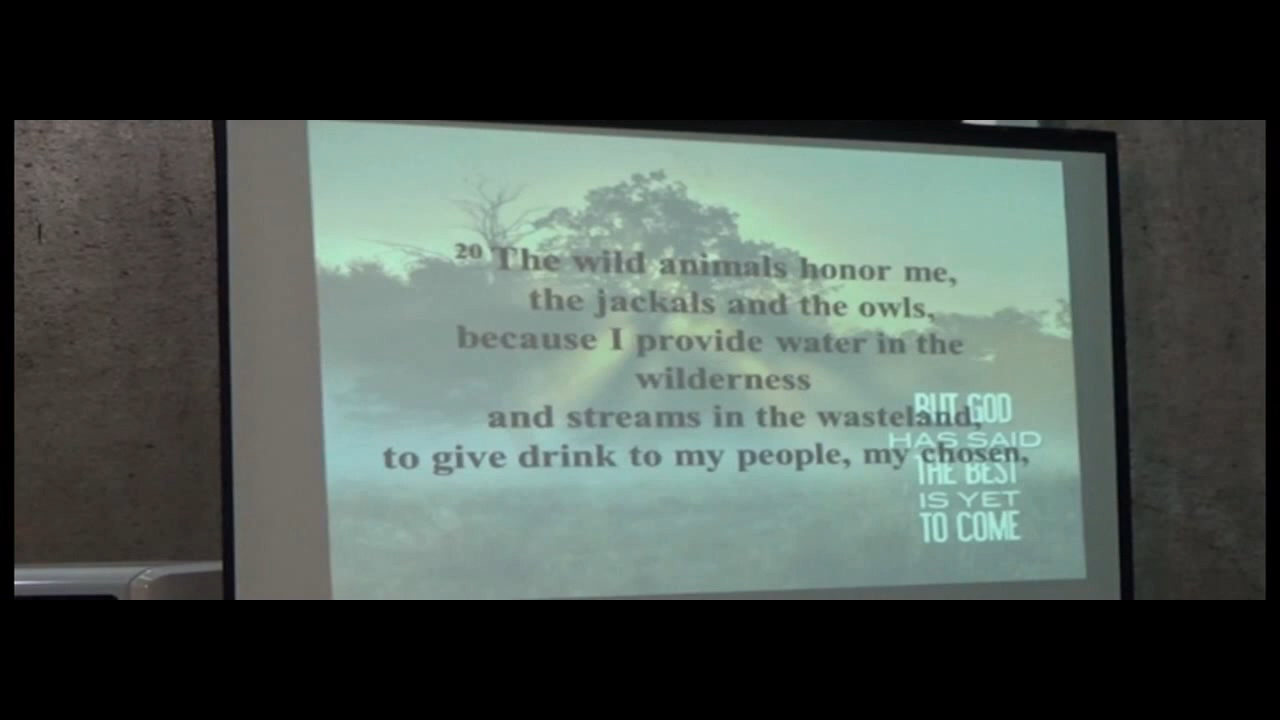 20 The wild animals honor me,
the jackals and the owls,
because I provide water in the
wilderness
and streams in the wasteland,
to give drink to my people, my chosen,
BUT GOD
HAS SAID
THE BEST
IS YET
TO COME